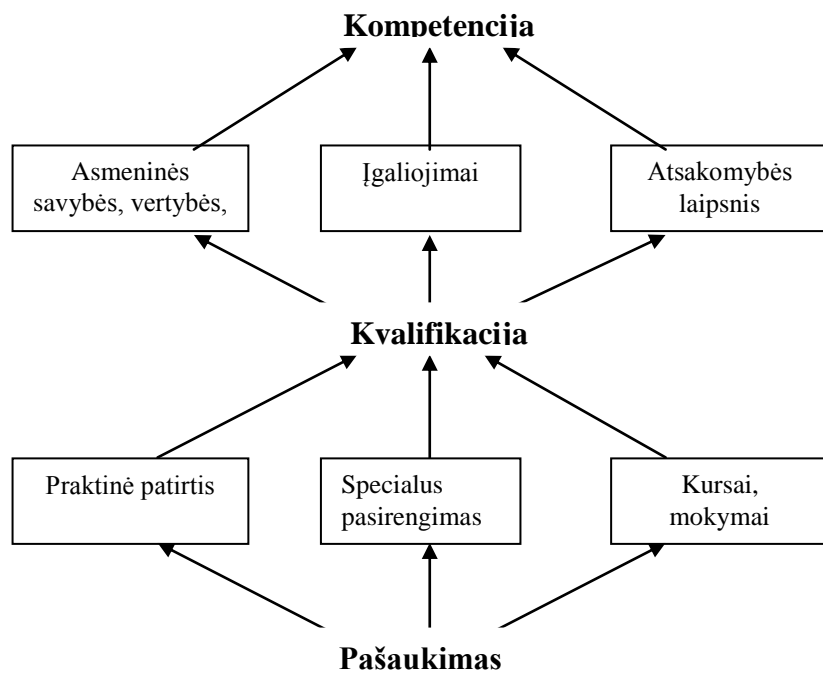 Kompetencija
Asmeninės
savybės, vertybės,
Įgaliojimai
Atsakomybės
laipsnis
Kvalifikacija
Praktinė patirtis
Specialus
pasirengimas
Kursai,
mokymai
Pašaukimas